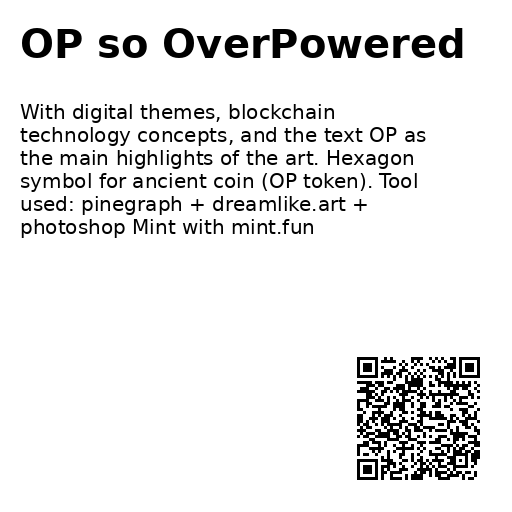 OP so OverPowered
With digital themes, blockchain
technology concepts, and the text OP as
the main highlights of the art. Hexagon
symbol for ancient coin (OP token). Tool
used: pinegraph + dreamlike.art +
photoshop Mint with mint.fun